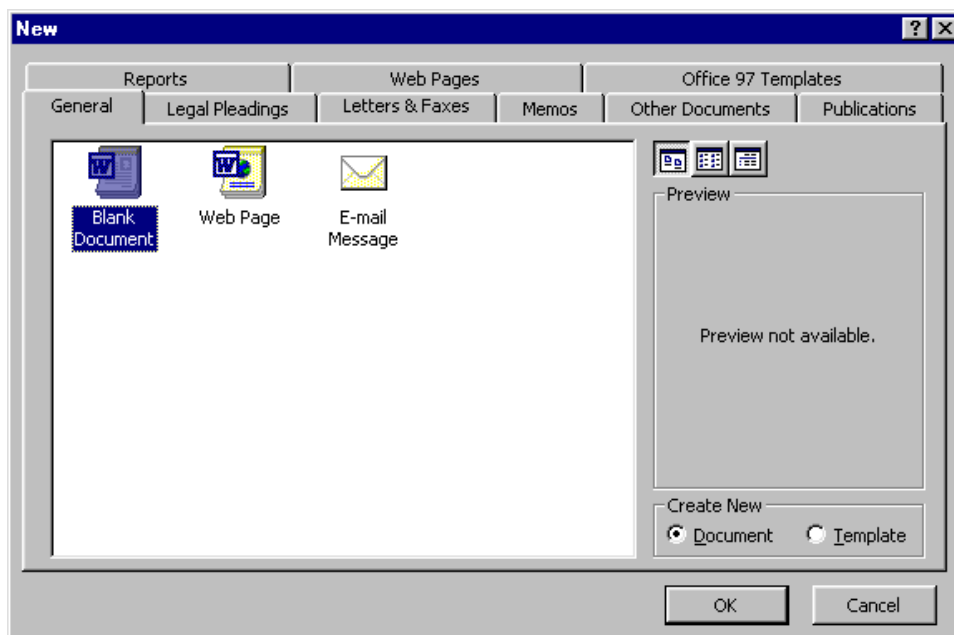 New
Reports Web Pages Office 97 Templates
General Legal Pleadings Letters & Faxes Memos Other Documents Publications
Blank
Document
Web Page
E-mail
Message
Preview
Preview not available.
Create New
Document Template
OK Cancel